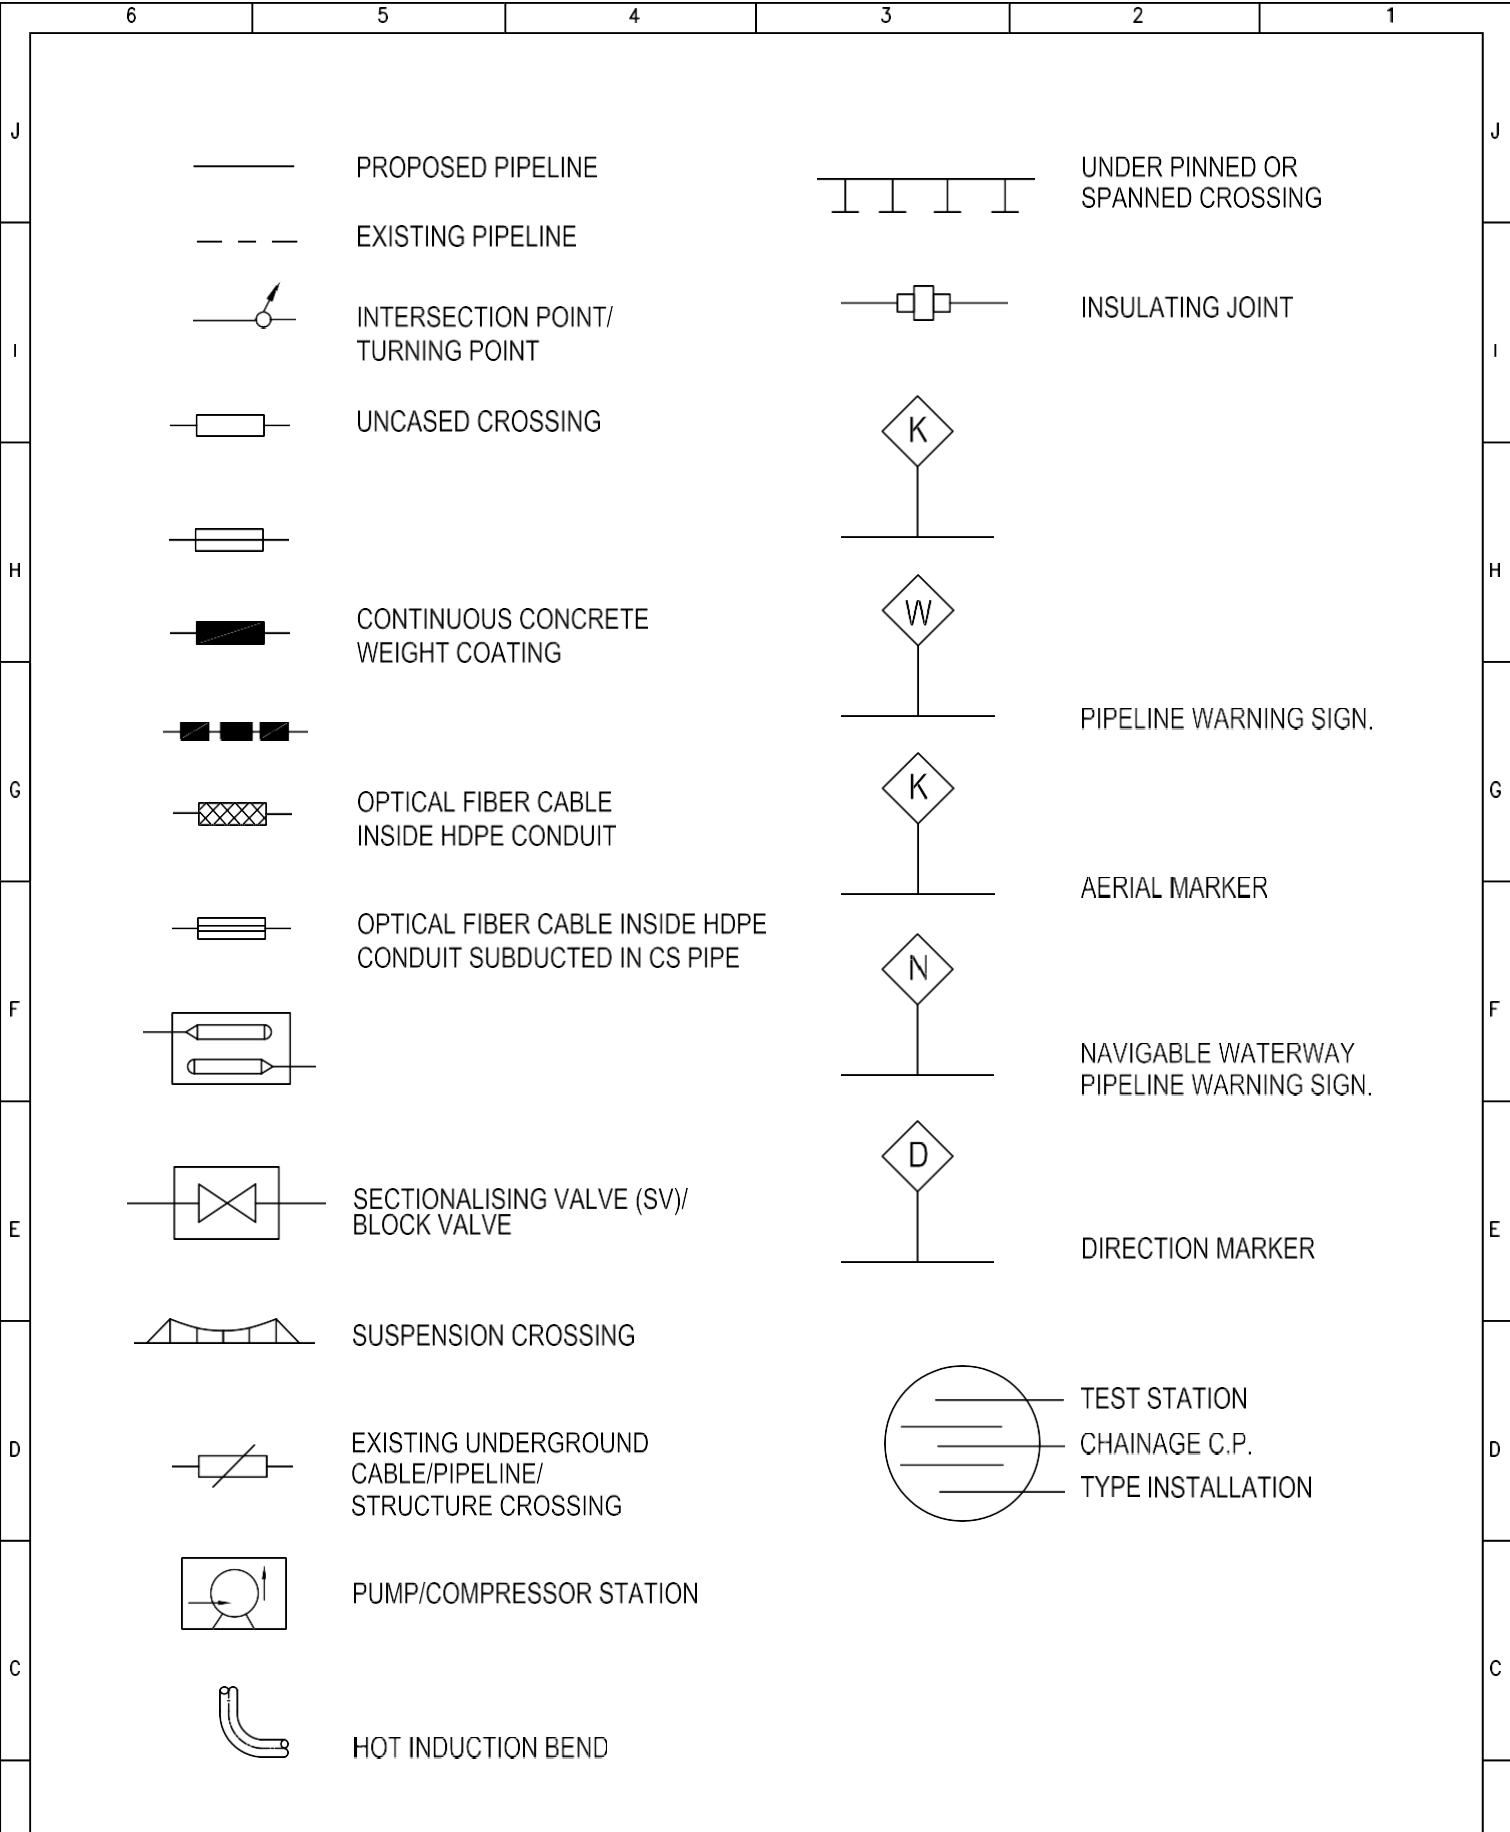 6 5 4 3 2 1
J J
PROPOSED PIPELINE
EXISTING PIPELINE
INTERSECTION POINT/
TURNING POINT
I I
UNCASED CROSSING
H H
CONTINUOUS CONCRETE
WEIGHT COATING
G G
OPTICAL FIBER CABLE
INSIDE HDPE CONDUIT
OPTICAL FIBER CABLE INSIDE HDPE
CONDUIT SUBDUCTED IN CS PIPE
F F
SECTIONALISING VALVE (SV)/
BLOCK VALVE
E E
SUSPENSION CROSSING
EXISTING UNDERGROUND
CABLE/PIPELINE/
STRUCTURE CROSSING
D D
PUMP/COMPRESSOR STATION
C C
HOT INDUCTION BEND
UNDER PINNED OR
SPANNED CROSSING
INSULATING JOINT
K
W
PIPELINE WARNING SIGN.
K
AERIAL MARKER
N
NAVIGABLE WATERWAY
PIPELINE WARNING SIGN.
D
DIRECTION MARKER
TEST STATION
CHAINAGE C.P.
TYPE INSTALLATION